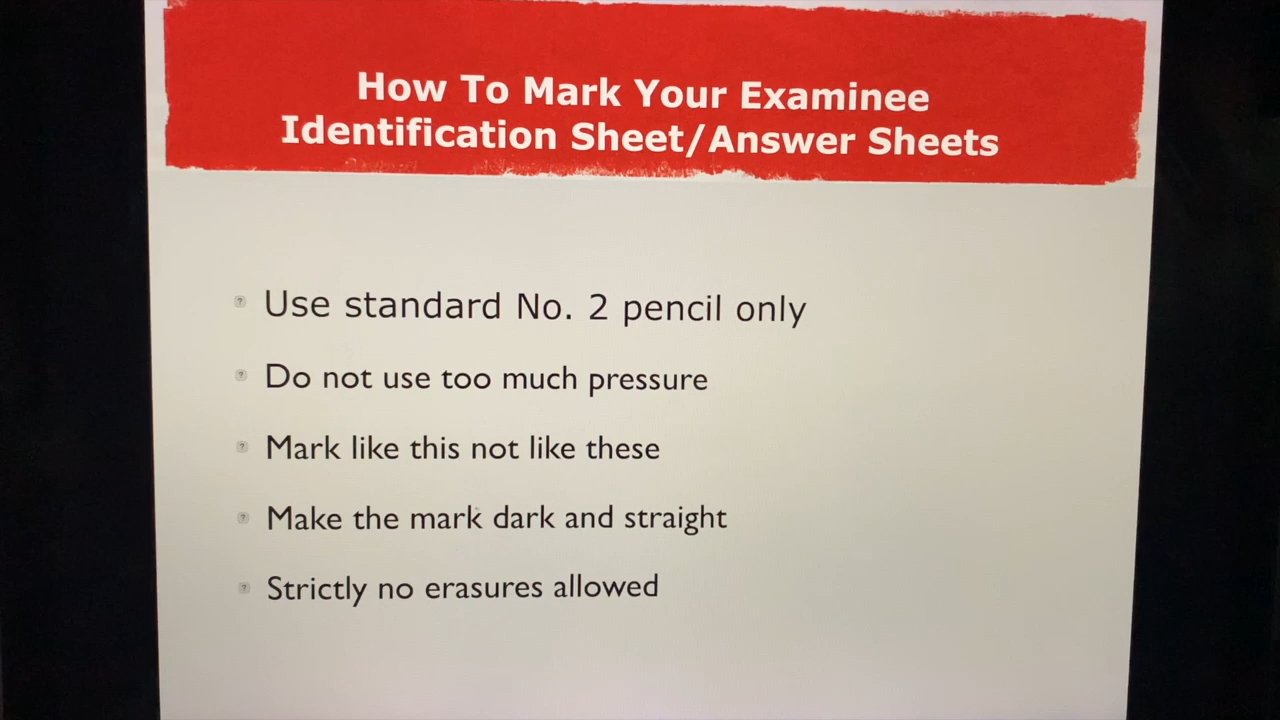 How To Mark Your Examinee
Identification Sheet/Answer Sheets
Use standard No. 2 pencil only
Do not use too much pressure
Mark like this not like these
Make the mark dark and straight
Strictly no erasures allowed